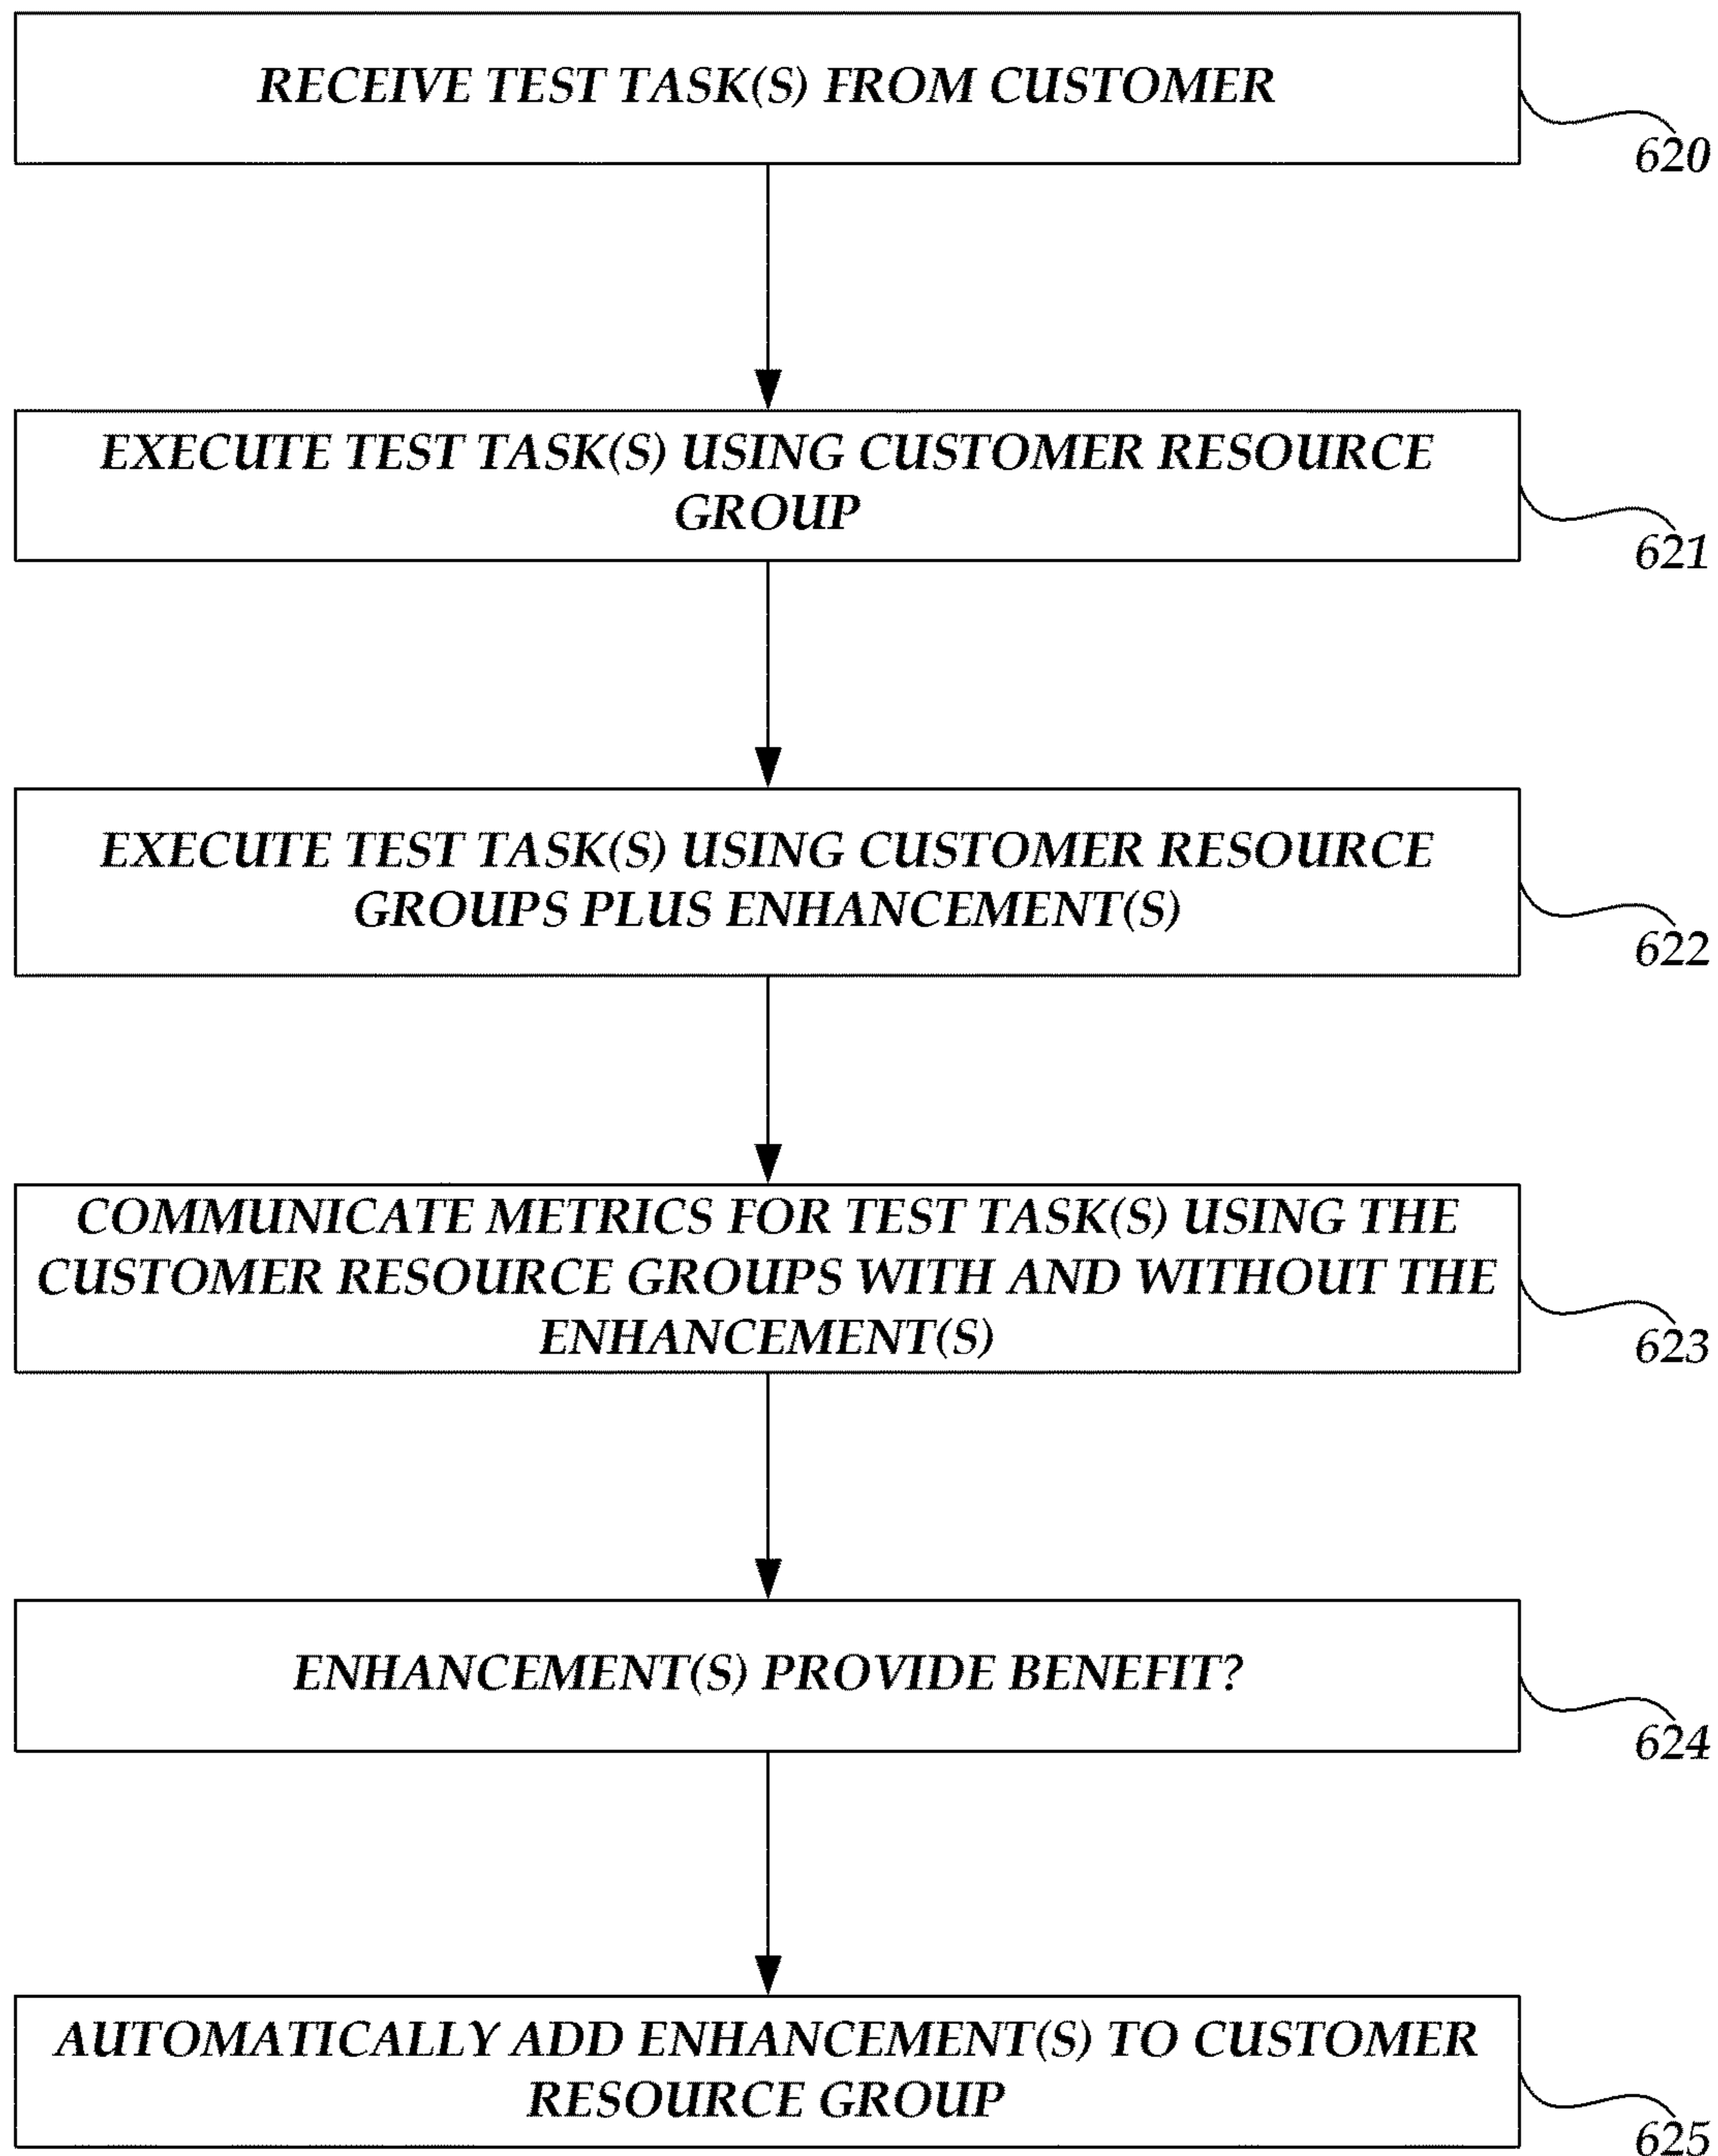 RECEIVE TEST TASK(S) FROM CUSTOMER
620
EXECUTE TEST TASK(S) USING CUSTOMER RESOURCE
GROUP
621
EXECUTE TEST TASK(S) USING CUSTOMER RESOURCE
GROUPS PLUS ENHANCEMENT(S)
622
COMMUNICATE METRICS FOR TEST TASK(S) USING THE
CUSTOMER RESOURCE GROUPS WITH AND WITHOUT THE
ENHANCEMENT(S)
623
ENHANCEMENT(S) PROVIDE BENEFIT?
624
AUTOMATICALLY ADD ENHANCEMENT(S) TO CUSTOMER
RESOURCE GROUP
625